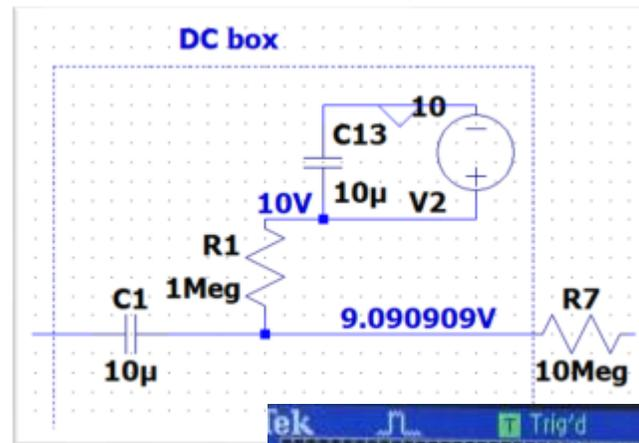 DC box
10
C13
10µ
V2
10V
R1
1Meg
C1
10µ
9.090909V
R7
10Meg
Tek
T Trig'd